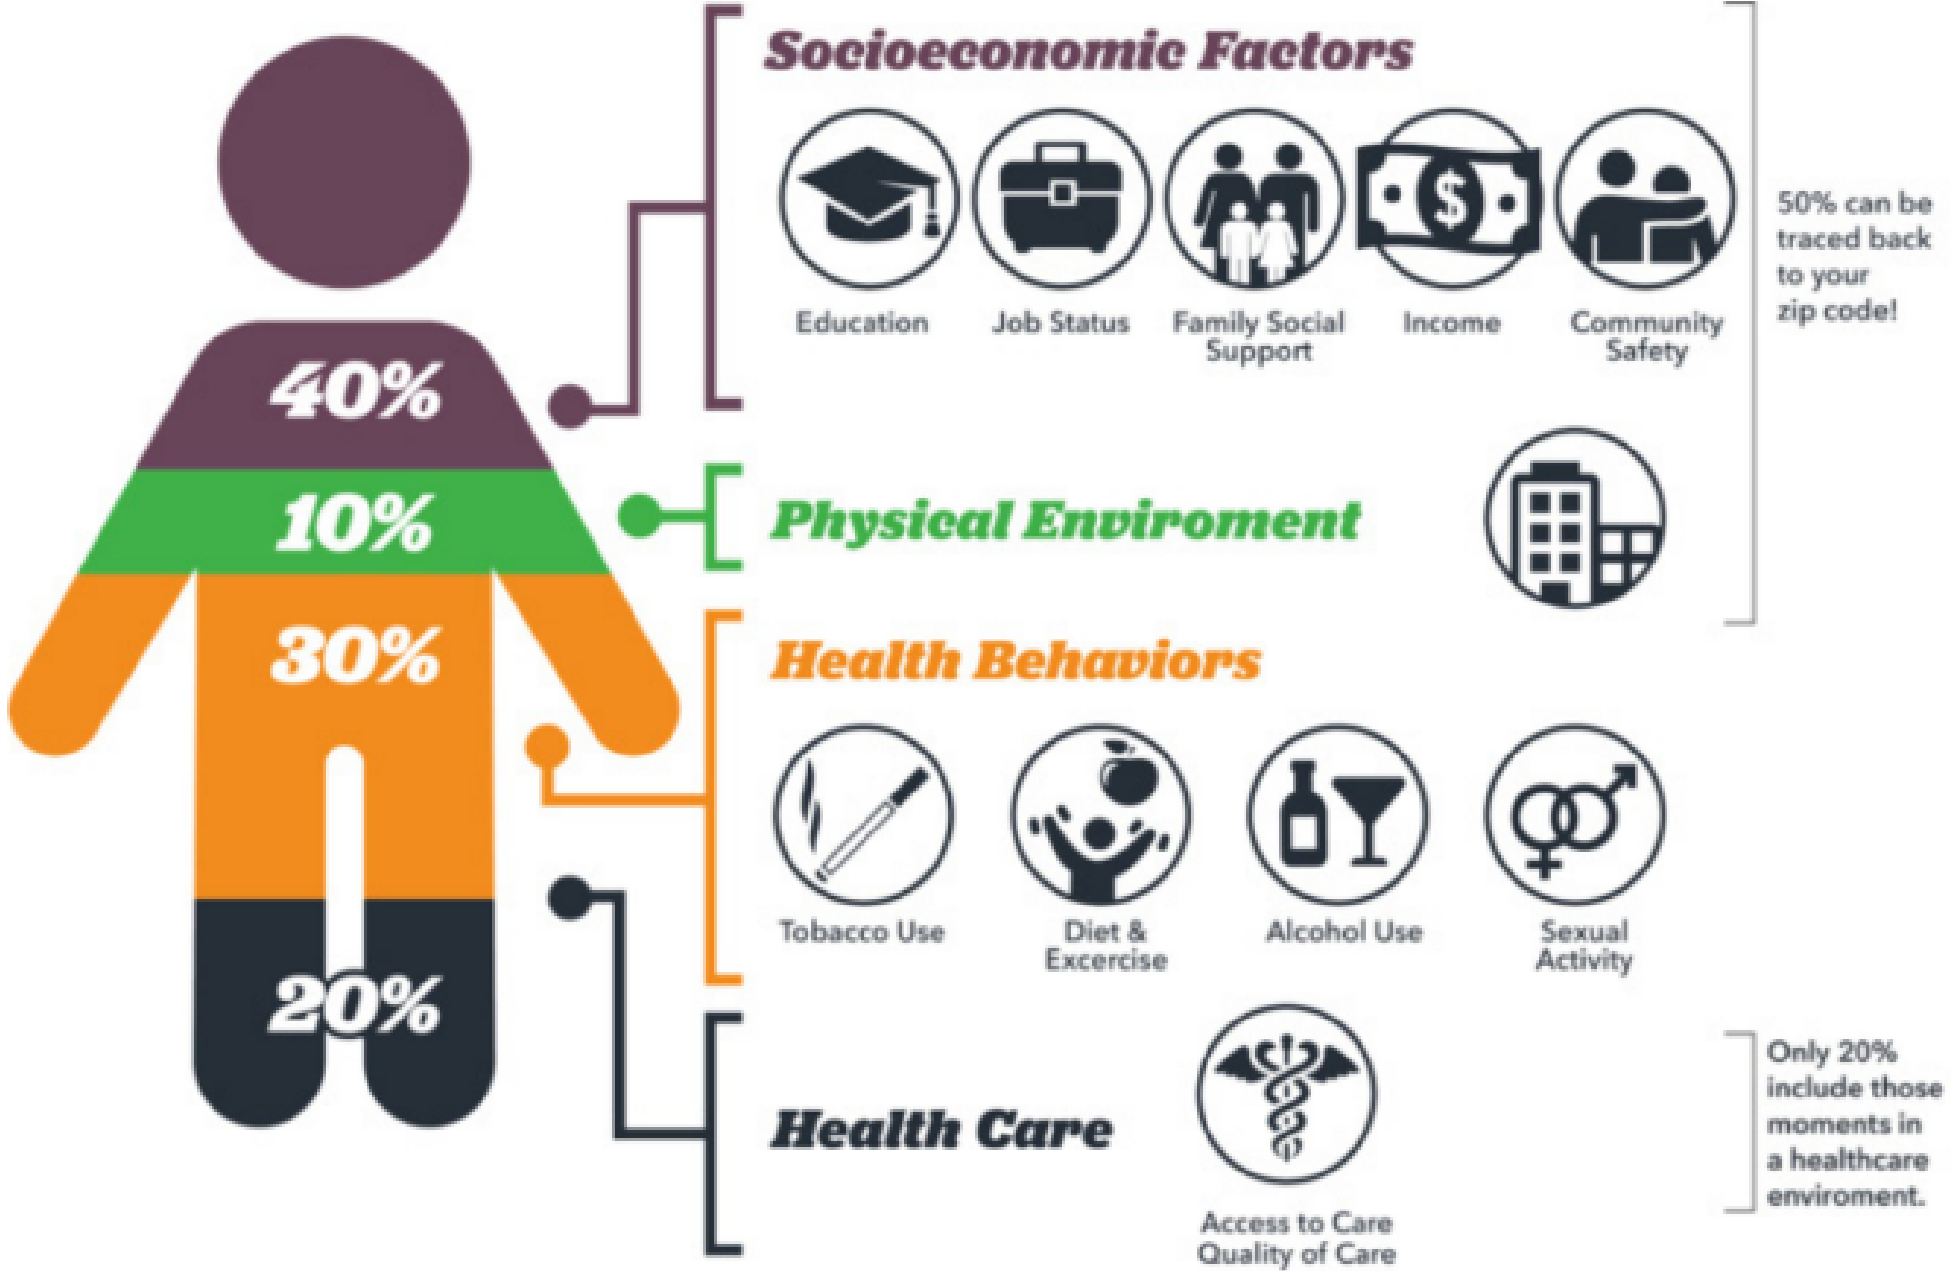 Socioeconomic Factors
Education
Job Status
Family Social
Support
Income
Community
Safety
50% can be
traced back
to your
zip code!
40%
10%
Physical Enviroment
30%
Health Behaviors
Tobacco Use
Diet &
Excercise
Alcohol Use
Sexual
Activity
20%
Health Care
$
Access to Care
Quality of Care
Only 20%
include those
moments in
a healthcare
enviroment.